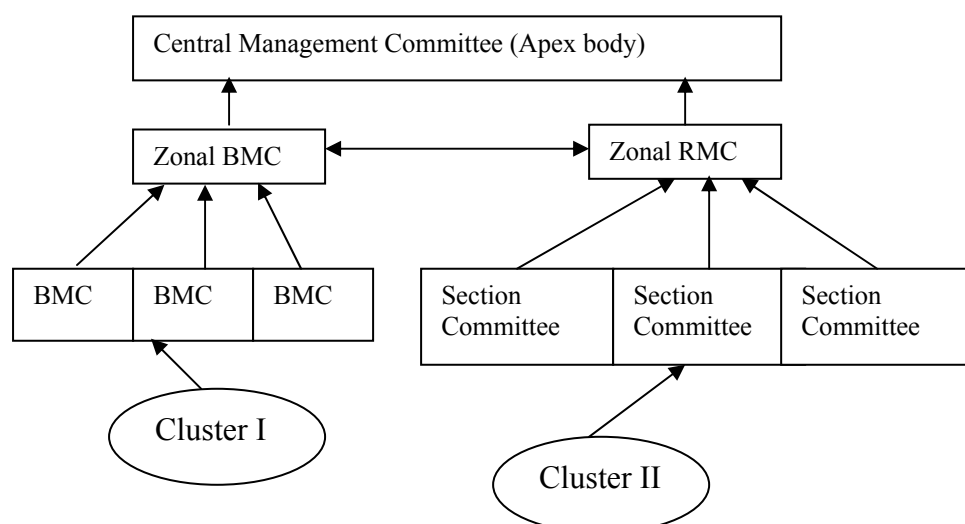 Central Management Committee (Apex body)
Zonal BMC
Zonal RMC
BMC
BMC
BMC
Section
Committee
Section
Committee
Section
Committee
Cluster I
Cluster II